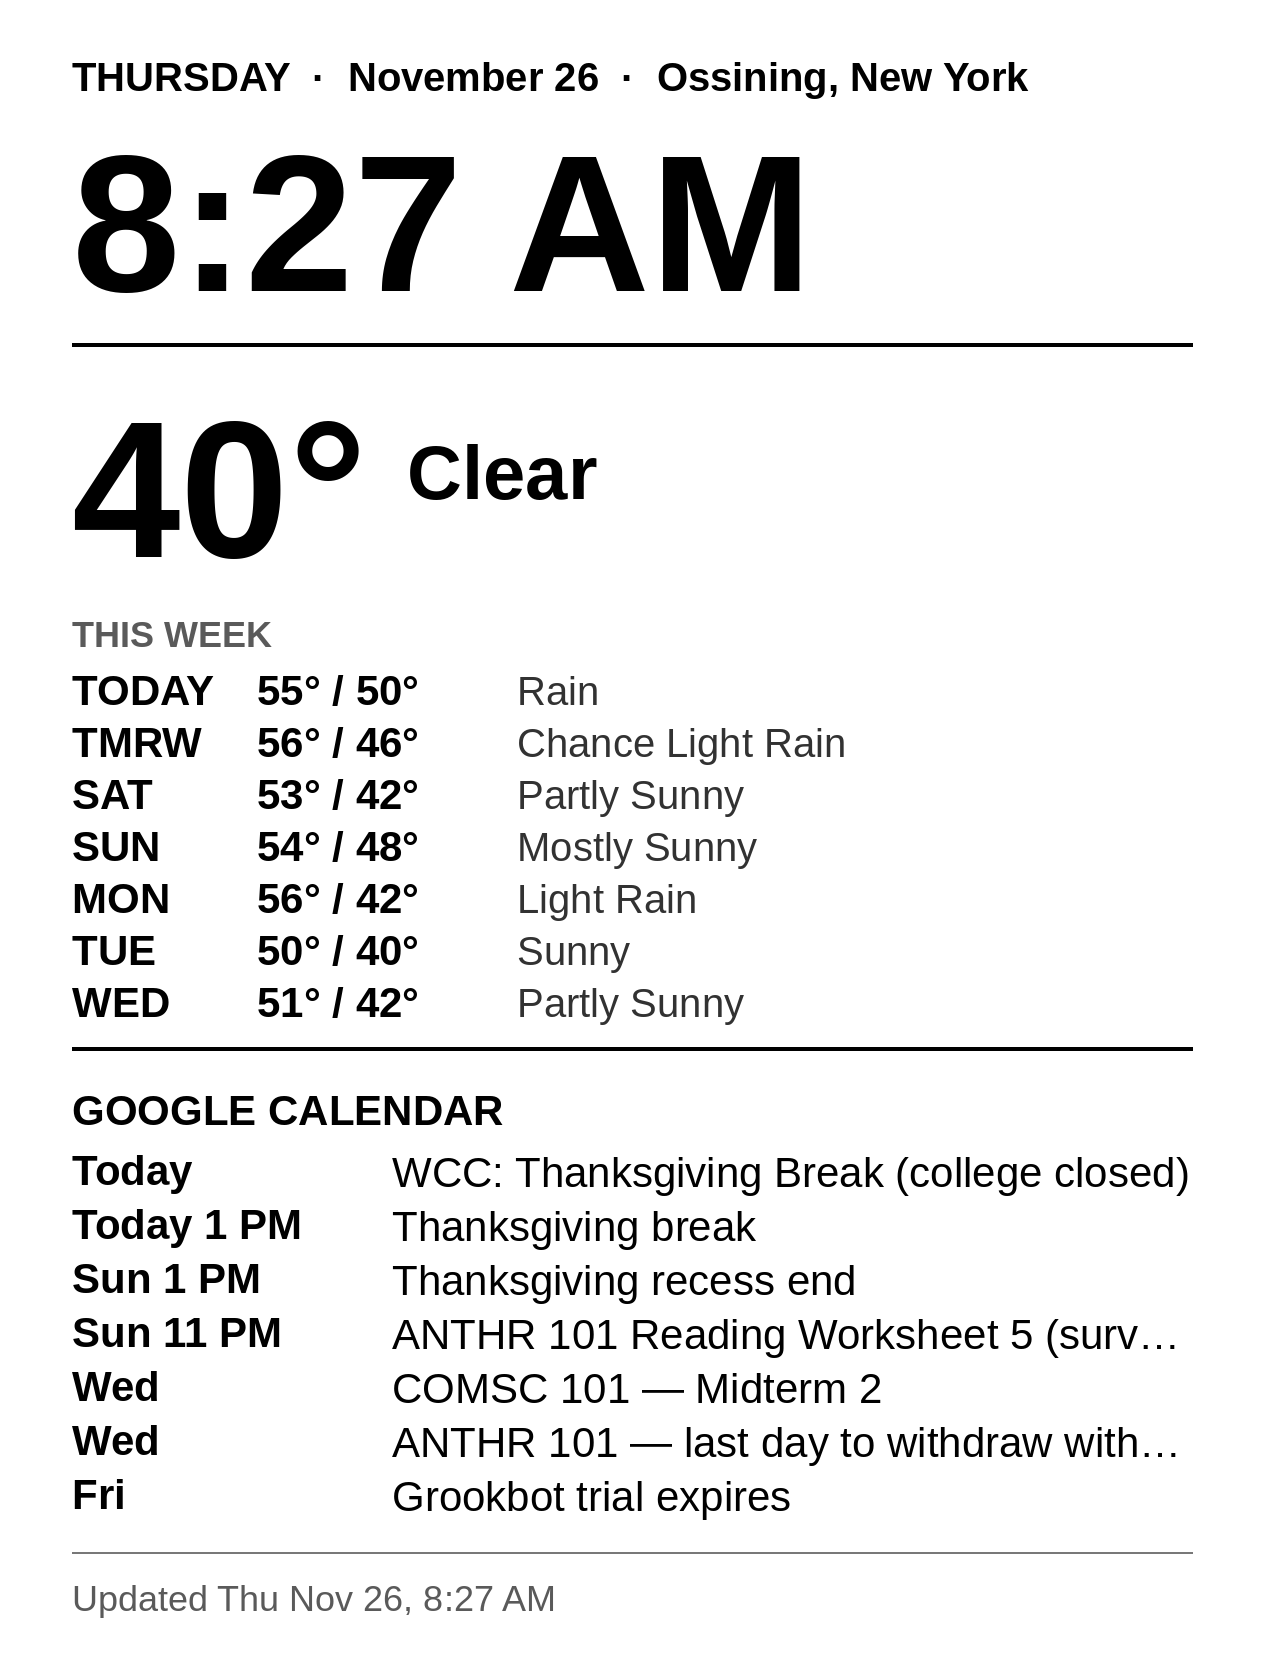 THURSDAY · November 26 · Ossining, New York
8:27 AM
40° Clear
THIS WEEK
TODAY 55° / 50° Rain
TMRW 56° / 46° Chance Light Rain
SAT 53° / 42° Partly Sunny
SUN 54° / 48° Mostly Sunny
MON 56° / 42° Light Rain
TUE 50° / 40° Sunny
WED 51° / 42° Partly Sunny
GOOGLE CALENDAR
Today WCC: Thanksgiving Break (college closed)
Today 1 PM Thanksgiving break
Sun 1 PM Thanksgiving recess end
Sun 11 PM ANTHR 101 Reading Worksheet 5 (surv…
Wed COMSC 101 — Midterm 2
Wed ANTHR 101 — last day to withdraw with…
Fri Grookbot trial expires
Updated Thu Nov 26, 8:27 AM